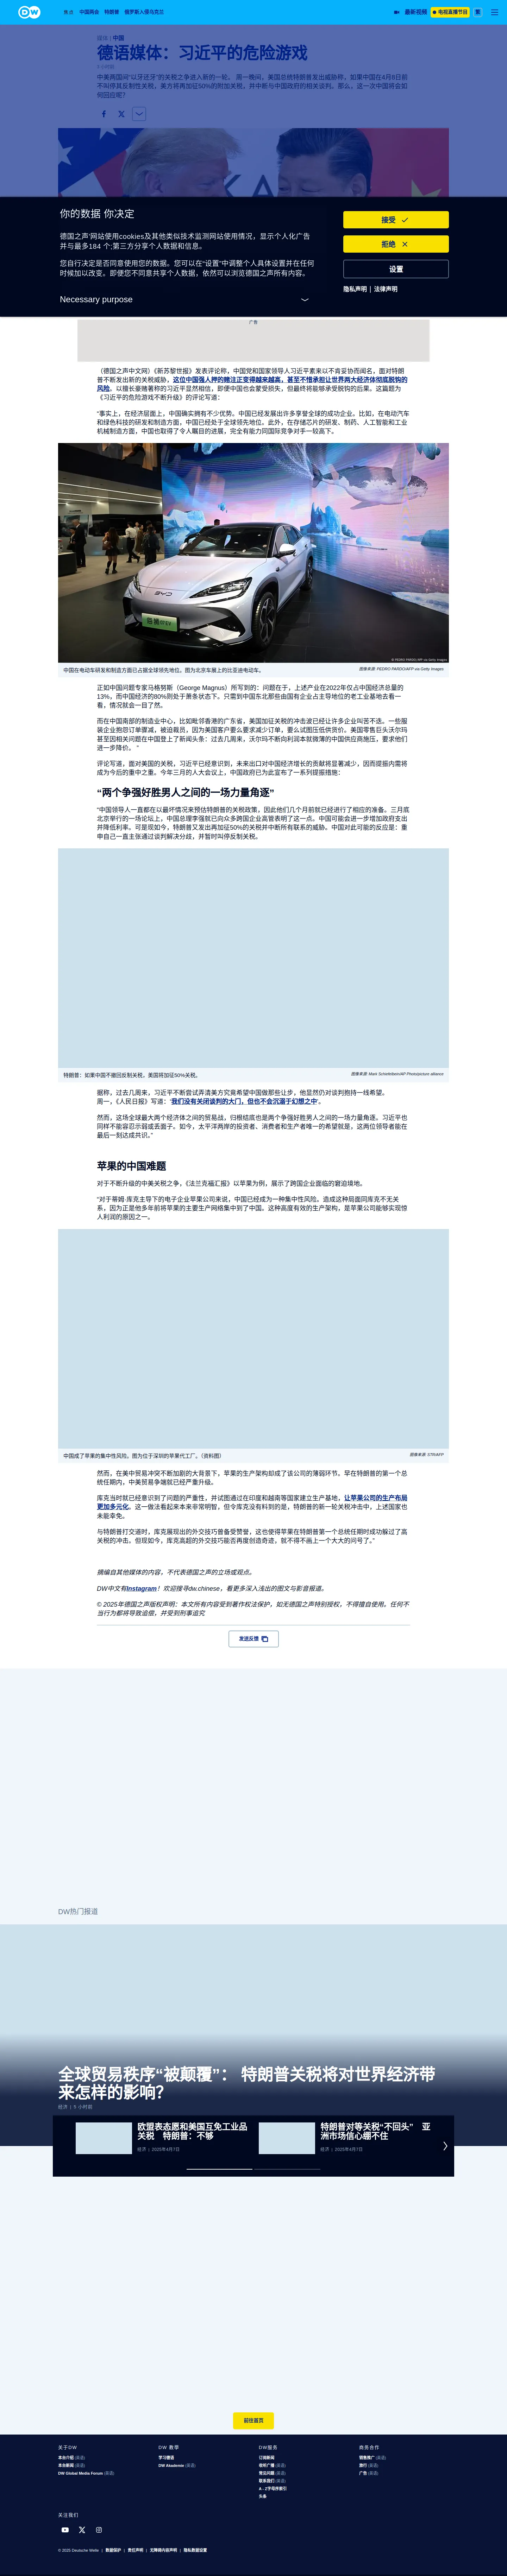 DW
焦点
中国商会
特朗普
俄罗斯入侵乌克兰
最新视频
电视直播节目
繁
政治 | 中国
德语媒体：习近平的危险游戏
中美两国间“以牙还牙”的关税之争进入新的一轮。 周一晚间，美国总统特朗普发出威胁称，如果中国在4月8日前
不叫停其反制性关税，美方将再加征50%的附加关税，并中断与中国政府的相关谈判。那么，这一次中国将会如
何回应呢？
你的数据 你决定
德国之声'网站使用cookies及其他类似技术监测网站使用情况，显示个人化广告
并与最多184 个;第三方分享个人数据和信息。
您自行决定是否同意使用您的数据。您可以在“设置”中调整个人具体设置并在任何
时候加以改变。即便您不同意共享个人数据，依然可以浏览德国之声所有内容。
Necessary purpose
接受
拒绝
设置
隐私声明 | 法律声明
广告
（德国之声中文网）《新苏黎世报》发表评论称，中国党和国家领导人习近平素来以不肯妥协而闻名，面对特朗
普不断发出新的关税威胁，这位中国强人押的赌注正变得越来越高，甚至不惜承担让世界两大经济体彻底脱钩的
风险。以擅长豪赌著称的习近平显然相信，即便中国也会蒙受损失，但最终将能够承受脱钩的后果。这篇题为
《习近平的危险游戏不断升级》的评论写道：
“事实上，在经济层面上，中国确实拥有不少优势。中国已经发展出许多享誉全球的成功企业。比如，在电动汽车
和绿色科技的研发和制造方面，中国已经处于全球领先地位。此外，在存储芯片的研发、制药、人工智能和工业
机械制造方面，中国也取得了令人瞩目的进展，完全有能力同国际竞争对手一较高下。
BYD
© PEDRO PARDO/AFP via Getty Images
中国在电动车研发和制造方面已占据全球领先地位。图为北京车展上的比亚迪电动车。
图像来源: PEDRO PARDO/AFP via Getty Images
正如中国问题专家马格努斯（George Magnus）所写到的：问题在于，上述产业在2022年仅占中国经济总量的
13%，而中国经济的80%则处于萧条状态下。只需到中国东北那些由国有企业占主导地位的老工业基地去看一
看，情况就会一目了然。
而在中国南部的制造业中心，比如毗邻香港的广东省，美国加征关税的冲击波已经让许多企业叫苦不迭。一些服
装企业抱怨订单骤减，被迫裁员，因为美国客户要么要求减少订单，要么试图压低供货价。美国零售巨头沃尔玛
甚至因相关问题在中国登上了新闻头条：过去几周来，沃尔玛不断向利润本就微薄的中国供应商施压，要求他们
进一步降价。 ”
评论写道，面对美国的关税，习近平已经意识到，未来出口对中国经济增长的贡献将显著减少，因而提振内需将
成为今后的重中之重。今年三月的人大会议上，中国政府已为此宣布了一系列提振措施：
“两个争强好胜男人之间的一场力量角逐”
“中国领导人一直都在以最坏情况来预估特朗普的关税政策，因此他们几个月前就已经进行了相应的准备。三月底
北京举行的一场论坛上，中国总理李强就已向众多跨国企业高管表明了这一点。中国可能会进一步增加政府支出
并降低利率。可是现如今，特朗普又发出再加征50%的关税并中断所有联系的威胁。中国对此可能的反应是：重
申自己一直主张通过谈判解决分歧，并暂时叫停反制关税。
特朗普：如果中国不撤回反制关税，美国将加征50%关税。
图像来源: Mark Schiefelbein/AP Photo/picture alliance
据称，过去几周来，习近平不断尝试弄清美方究竟希望中国做那些让步，他显然仍对谈判抱持一线希望。
周一，《人民日报》写道：‘我们没有关闭谈判的大门，但也不会沉溺于幻想之中’。
然而，这场全球最大两个经济体之间的贸易战，归根结底也是两个争强好胜男人之间的一场力量角逐。习近平也
同样不能容忍示弱或丢面子。如今，太平洋两岸的投资者、消费者和生产者唯一的希望就是，这两位领导者能在
最后一刻达成共识。”
苹果的中国难题
对于不断升级的中美关税之争，《法兰克福汇报》以苹果为例，展示了跨国企业面临的窘迫境地。
“对于蒂姆·库克主导下的电子企业苹果公司来说，中国已经成为一种集中性风险。造成这种局面同库克不无关
系，因为正是他多年前将苹果的主要生产网络集中到了中国。这种高度有效的生产架构，是苹果公司能够实现惊
人利润的原因之一。
中国成了苹果的集中性风险。图为位于深圳的苹果代工厂。（资料图）
图像来源: STR/AFP
然而，在美中贸易冲突不断加剧的大背景下，苹果的生产架构却成了该公司的薄弱环节。早在特朗普的第一个总
统任期内，中美贸易争端就已经严重升级。
库克当时就已经意识到了问题的严重性，并试图通过在印度和越南等国家建立生产基地，让苹果公司的生产布局
更加多元化。这一做法看起来本来非常明智，但令库克没有料到的是，特朗普的新一轮关税冲击中，上述国家也
未能幸免。
与特朗普打交道时，库克展现出的外交技巧曾备受赞誉，这也使得苹果在特朗普第一个总统任期时成功躲过了高
关税的冲击。但现如今，库克高超的外交技巧能否再度创造奇迹，就不得不画上一个大大的问号了。”
摘编自其他媒体的内容，不代表德国之声的立场或观点。
DW中文有Instagram！欢迎搜寻dw.chinese，看更多深入浅出的图文与影音报道。
© 2025年德国之声版权声明：本文所有内容受到著作权法保护，如无德国之声特别授权，不得擅自使用。任何不
当行为都将导致追偿，并受到刑事追究
发送反馈
DW热门报道
全球贸易秩序“被颠覆”： 特朗普关税将对世界经济带
来怎样的影响？
经济 | 5 小时前
欧盟表态愿和美国互免工业品
关税 特朗普：不够
经济 | 2025年4月7日
特朗普对等关税“不回头” 亚
洲市场信心绷不住
经济 | 2025年4月7日
前往首页
关于DW
本台介绍 (英语)
本台新闻 (英语)
DW Global Media Forum (英语)
DW 教學
学习德语
DW Akademie (英语)
DW服务
订阅新闻
收听广播 (英语)
常见问题 (英语)
联系我们 (英语)
A - Z字母序索引
头条
商务合作
销售推广 (英语)
旅行 (英语)
广告 (英语)
关注我们
© 2025 Deutsche Welle | 数据保护 | 责任声明 | 无障碍内容声明 | 隐私数据设置